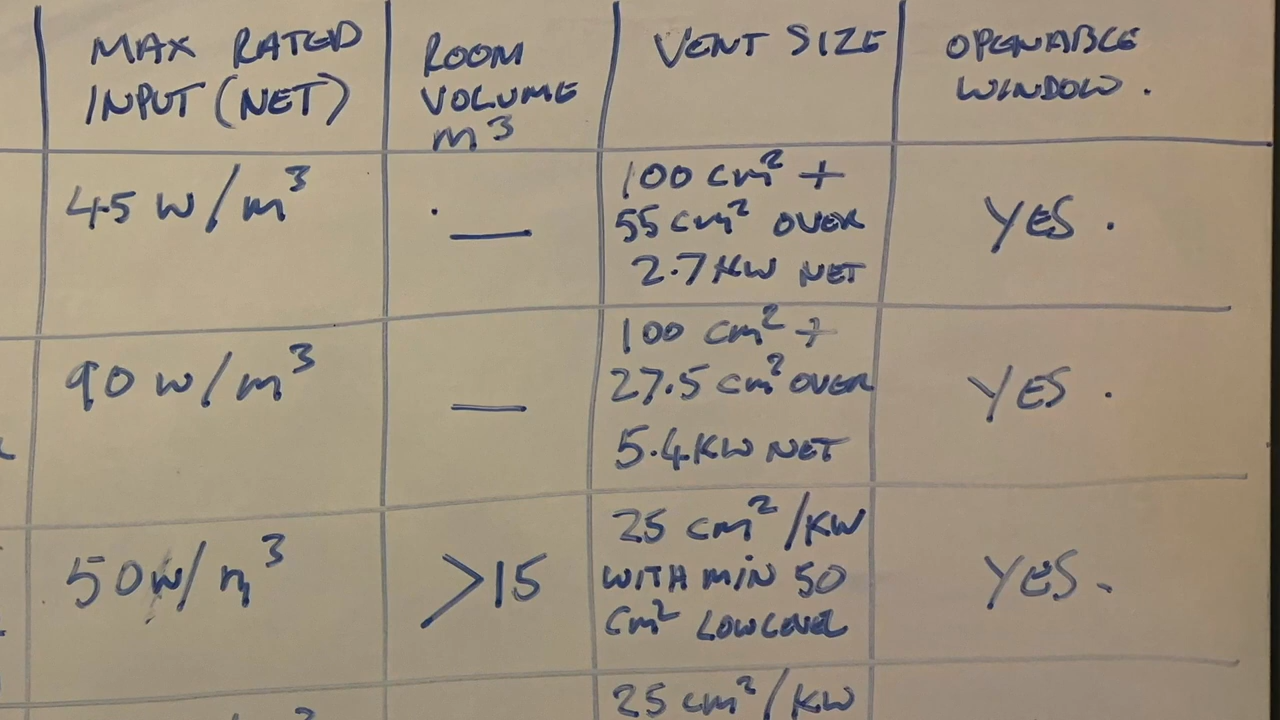 MAX RATED
INPUT (NET)
ROOM
VOLUME
m³
VENT SIZE
OPENABLE
WINDOW.
45 W/m³
—
100 cm² +
55 cm² OVER
2.7 KW NET
YES.
90 W/m³
—
100 cm² +
27.5 cm² OVER
5.4 KW NET
YES.
50 W/m³
>15
25 cm²/KW
WITH MIN 50
cm² LOW LEVEL
YES.
25 cm²/KW